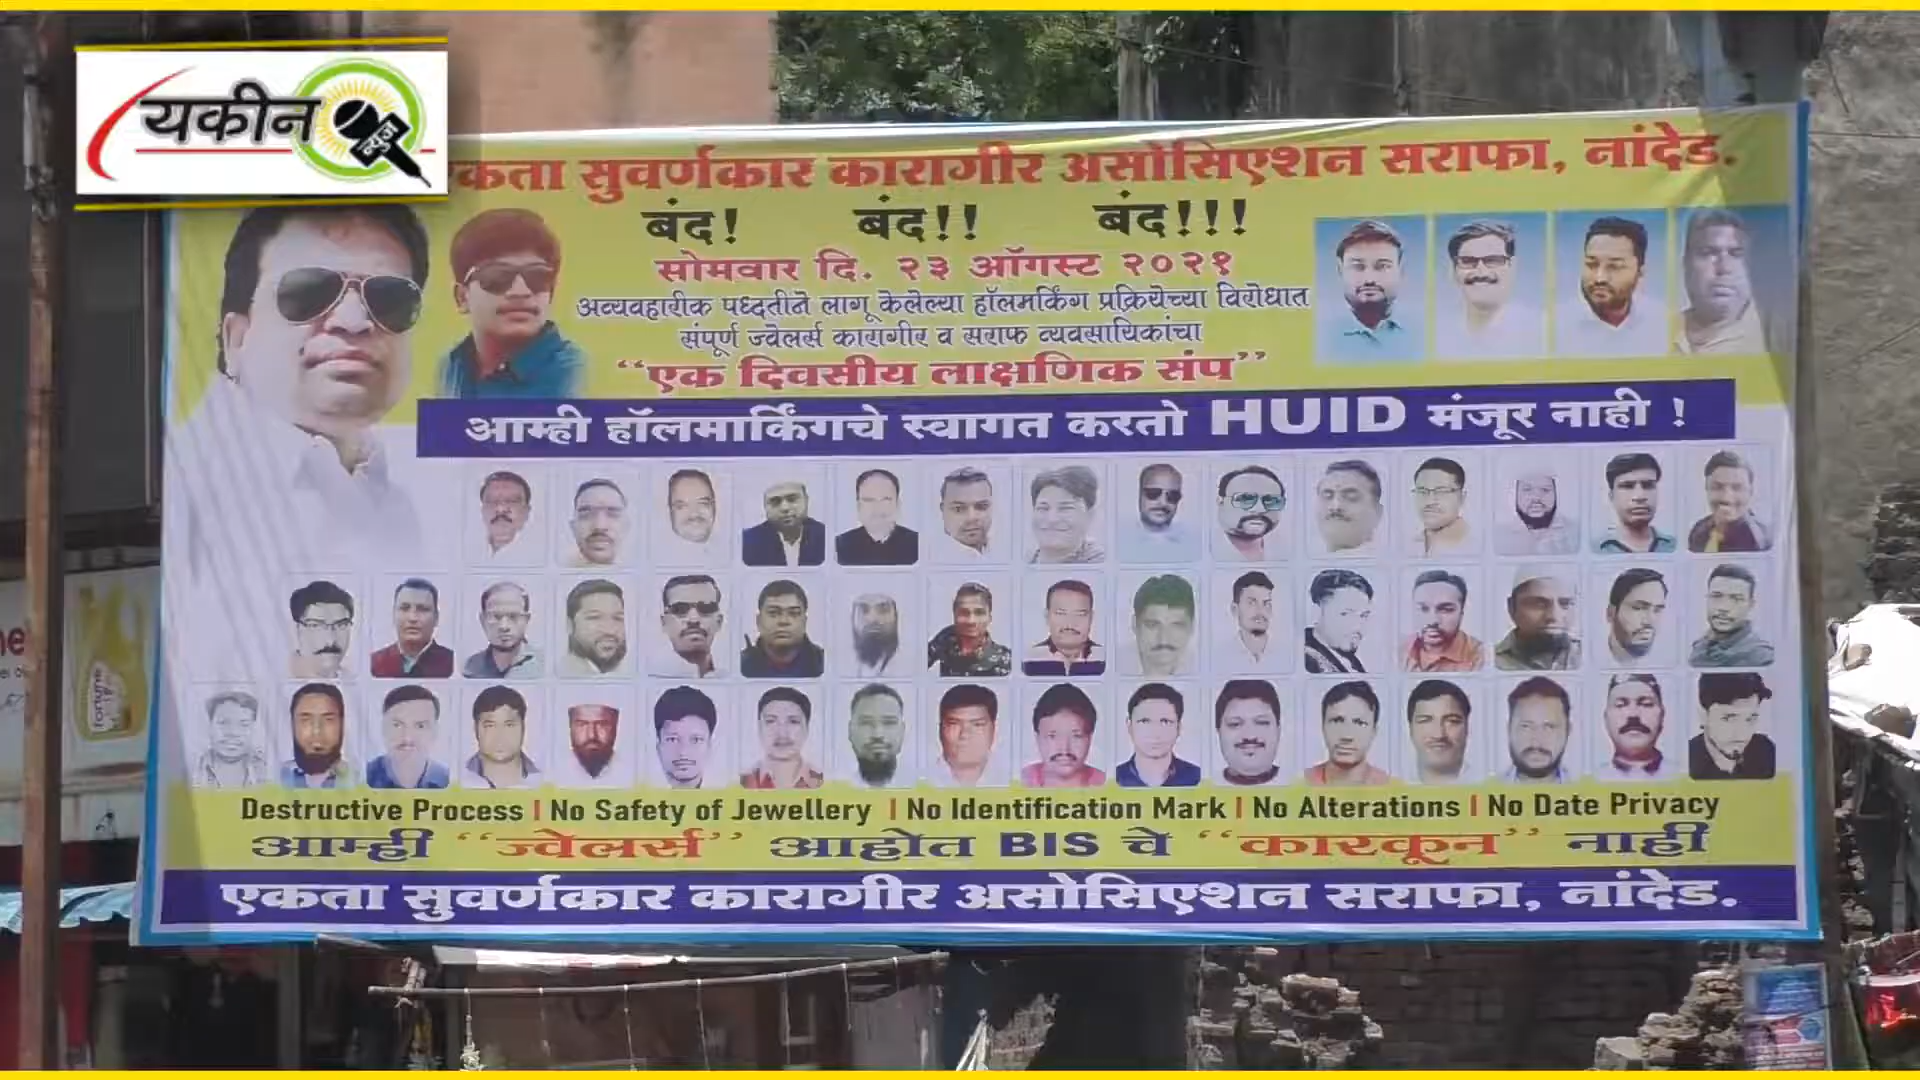 यकीन
न्युज
एकता सुवर्णकार कारागीर असोसिएशन सराफा, नांदेड.
बंद! बंद!! बंद!!!
सोमवार दि. २३ ऑगस्ट २०२१
अव्यवहारीक पध्दतीने लागू केलेल्या हॉलमर्किंग प्रक्रियेच्या विरोधात
संपूर्ण ज्वेलर्स कारागीर व सराफ व्यवसायिकांचा
“एक दिवसीय लाक्षणिक संप”
आम्ही हॉलमार्किंगचे स्वागत करतो HUID मंजूर नाही !
Destructive Process | No Safety of Jewellery | No Identification Mark | No Alterations | No Date Privacy
आम्ही “ज्वेलर्स” आहोत BIS चे “कारकून” नाही
एकता सुवर्णकार कारागीर असोसिएशन सराफा, नांदेड.
fortune